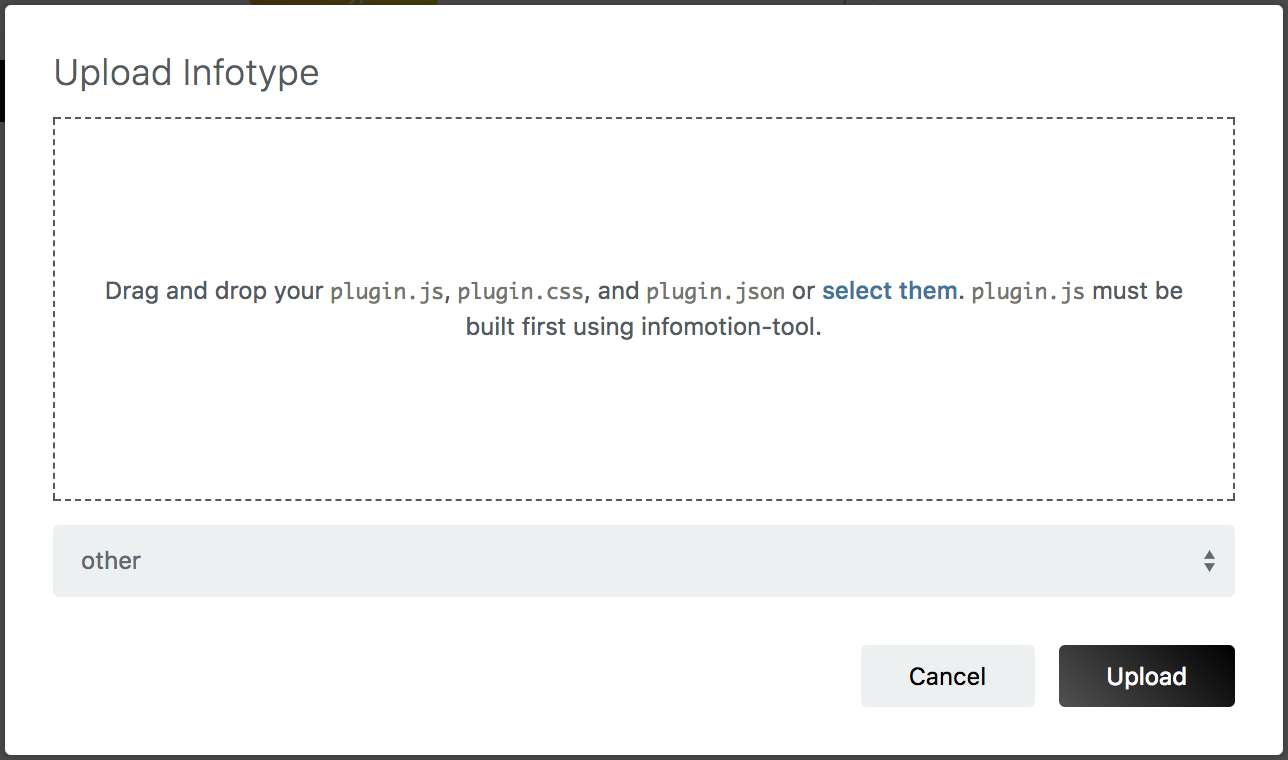 Upload Infotype
Drag and drop your plugin.js, plugin.css, and plugin.json or select them. plugin.js must be
built first using infomotion-tool.
other
Cancel
Upload